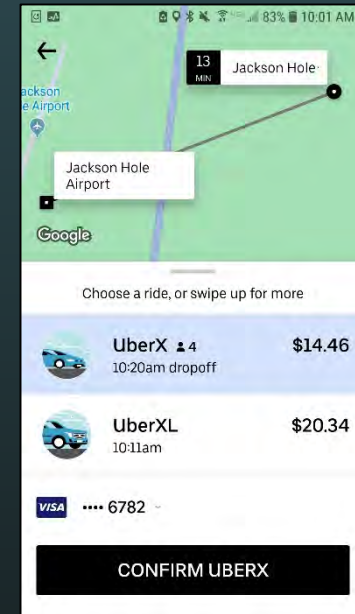 83% 10:01 AM
13
MIN
Jackson Hole
ackson
e Airport
Jackson Hole
Airport
Google
Choose a ride, or swipe up for more
UberX 4
$14.46
10:20am dropoff
UberXL
$20.34
10:11am
VISA •••• 6782
CONFIRM UBERX